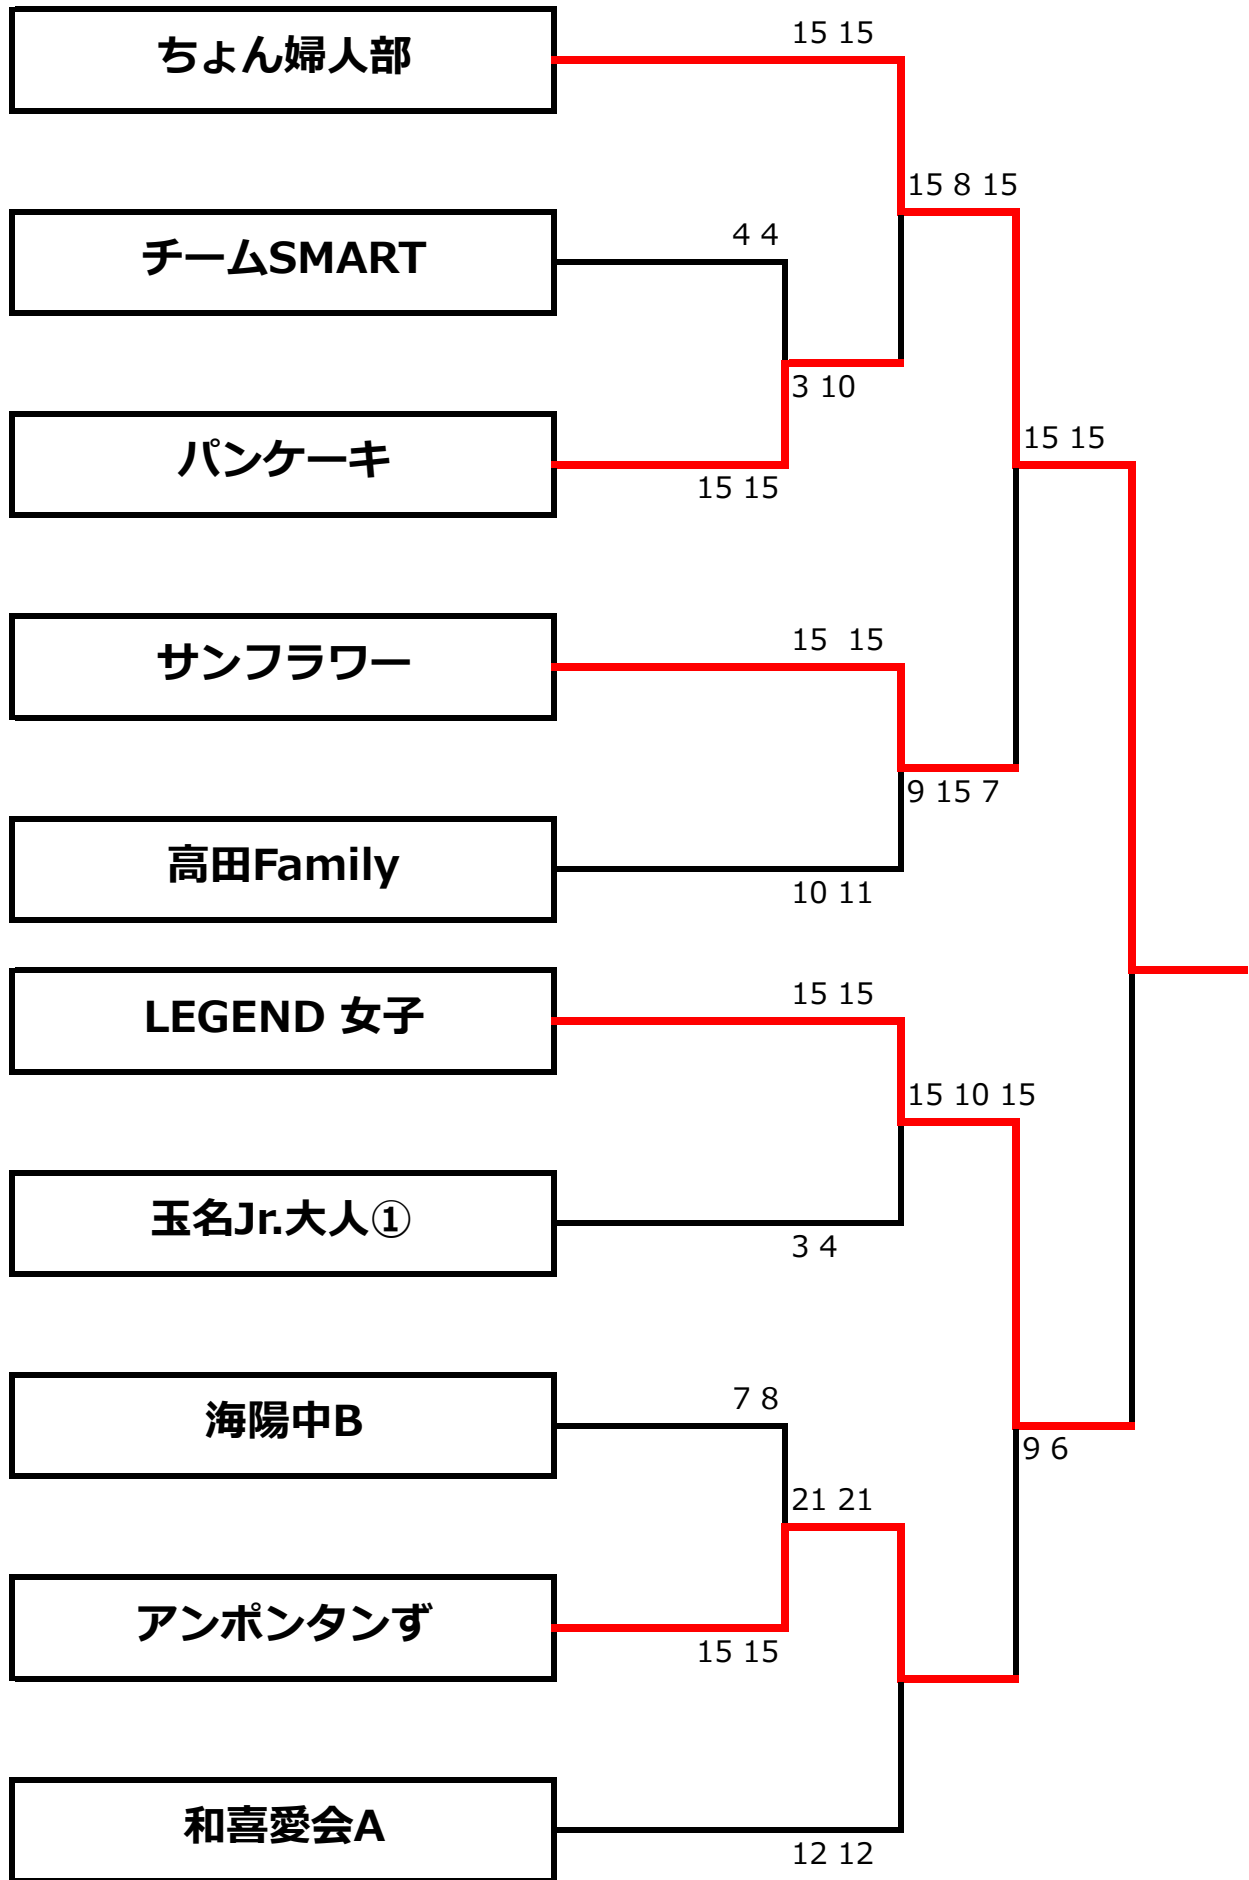 15 15
ちょん婦人部
15 8 15
4 4
チームSMART
3 10
パンケーキ
15 15
15 15
サンフラワー
15 15
9 15 7
高田Family
10 11
LEGEND 女子
15 15
15 10 15
玉名Jr.大人①
3 4
海陽中B
7 8
9 6
21 21
アンポンタンず
15 15
和喜愛会A
12 12